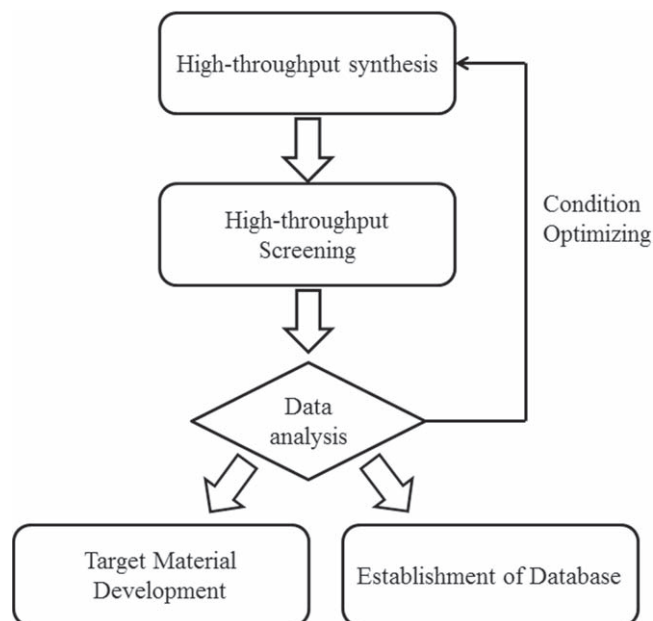 High-throughput synthesis
High-throughput
Screening
Condition
Optimizing
Data
analysis
Target Material
Development
Establishment of Database